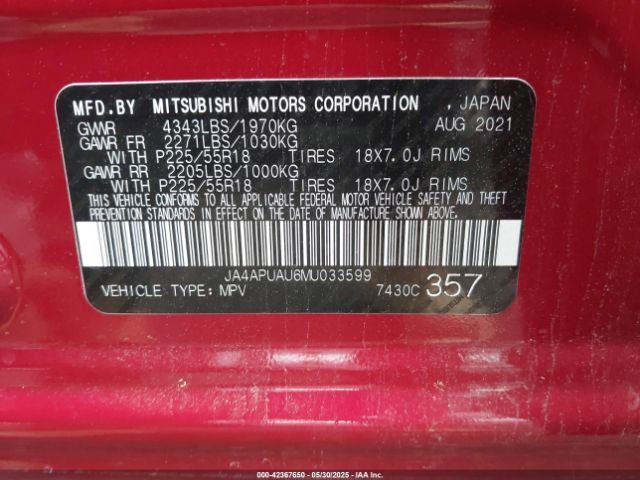 MFD.BY MITSUBISHI MOTORS CORPORATION , JAPAN
GVWR 4343LBS/1970KG AUG 2021
GAWR FR 2271LBS/1030KG
WITH P225/55R18 TIRES 18X7.0J RIMS
GAWR RR 2205LBS/1000KG
WITH P225/55R18 TIRES 18X7.0J RIMS
THIS VEHICLE CONFORMS TO ALL APPLICABLE FEDERAL MOTOR VEHICLE SAFETY AND THEFT
PREVENTION STANDARDS IN EFFECT ON THE DATE OF MANUFACTURE SHOWN ABOVE.
JA4APUAU6MU033599
VEHICLE TYPE: MPV 7430C 357
000-42367650 - 05/30/2025 - IAA Inc.